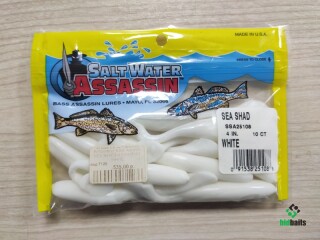 MADE IN U.S.A.
SALT WATER
ASSASSIN
BASS ASSASSIN LURES • MAYO, FL 32066
SEA SHAD
SSA25106
4 IN. 10 CT
WHITE
bidbaits